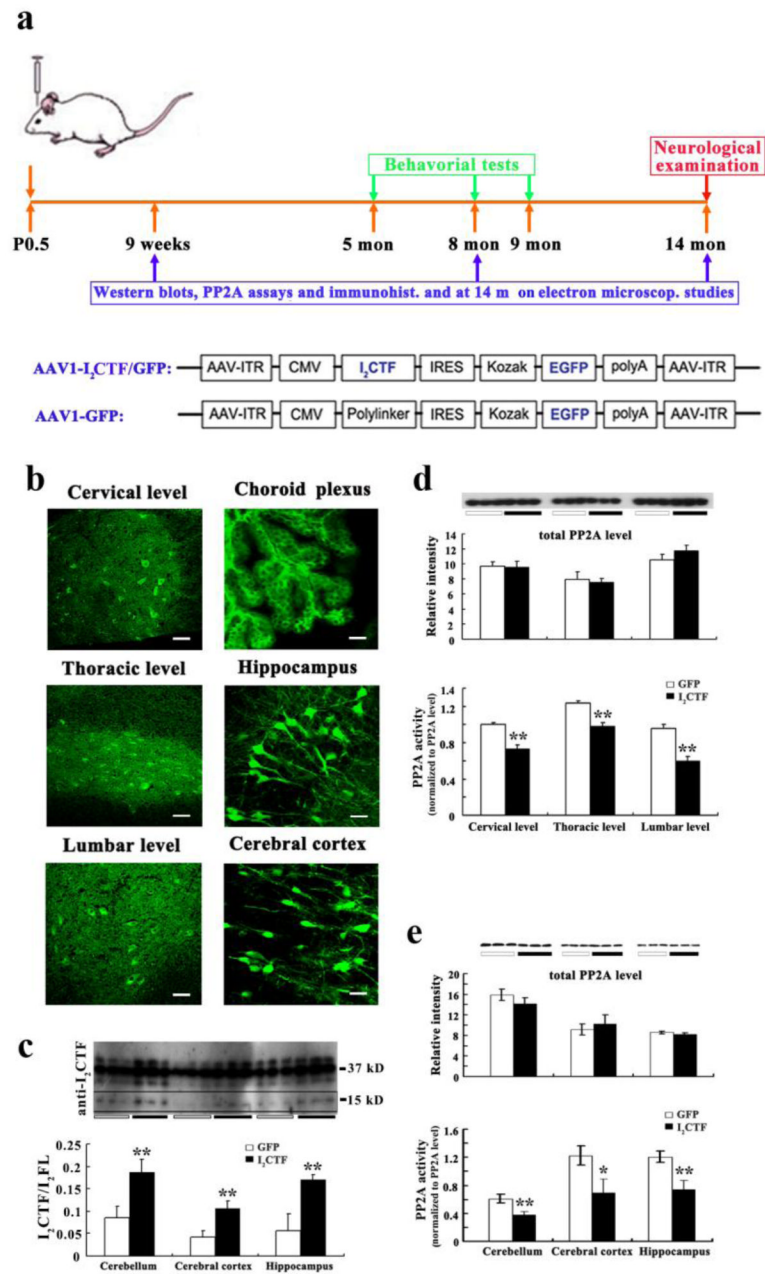 a
Behavorial tests
Neurological
examination
P0.5
9 weeks
5 mon
8 mon
9 mon
14 mon
Western blots, PP2A assays and immunohist. and at 14 m on electron microscop. studies
AAV1-I₂CTF/GFP: AAV-ITR CMV I₂CTF IRES Kozak EGFP polyA AAV-ITR
AAV1-GFP: AAV-ITR CMV Polylinker IRES Kozak EGFP polyA AAV-ITR
b
Cervical level
Choroid plexus
Thoracic level
Hippocampus
Lumbar level
Cerebral cortex
c
anti-I₂CTF
37 kD
15 kD
I₂CTF/I₂FL
0.25
0.2
0.15
0.1
0.05
0
GFP
I₂CTF
**
**
**
Cerebellum
Cerebral cortex
Hippocampus
d
total PP2A level
Relative intensity
14
12
10
8
6
4
2
0
PP2A activity
(normalized to PP2A level)
1.4
1.2
0.8
0.4
0
GFP
I₂CTF
**
**
**
Cervical level
Thoracic level
Lumbar level
e
total PP2A level
Relative intensity
20
16
12
8
4
0
PP2A activity
(normalized to PP2A level)
1.6
1.2
0.8
0.4
0
GFP
I₂CTF
**
*
**
Cerebellum
Cerebral cortex
Hippocampus